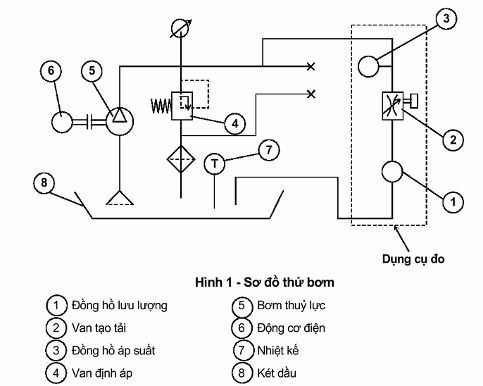 3
6
5
4
2
7
T
8
1
Dụng cụ đo
Hình 1 - Sơ đồ thử bơm
1 Đồng hồ lưu lượng
5 Bơm thuỷ lực
2 Van tạo tải
6 Động cơ điện
3 Đồng hồ áp suất
7 Nhiệt kế
4 Van định áp
8 Két dầu